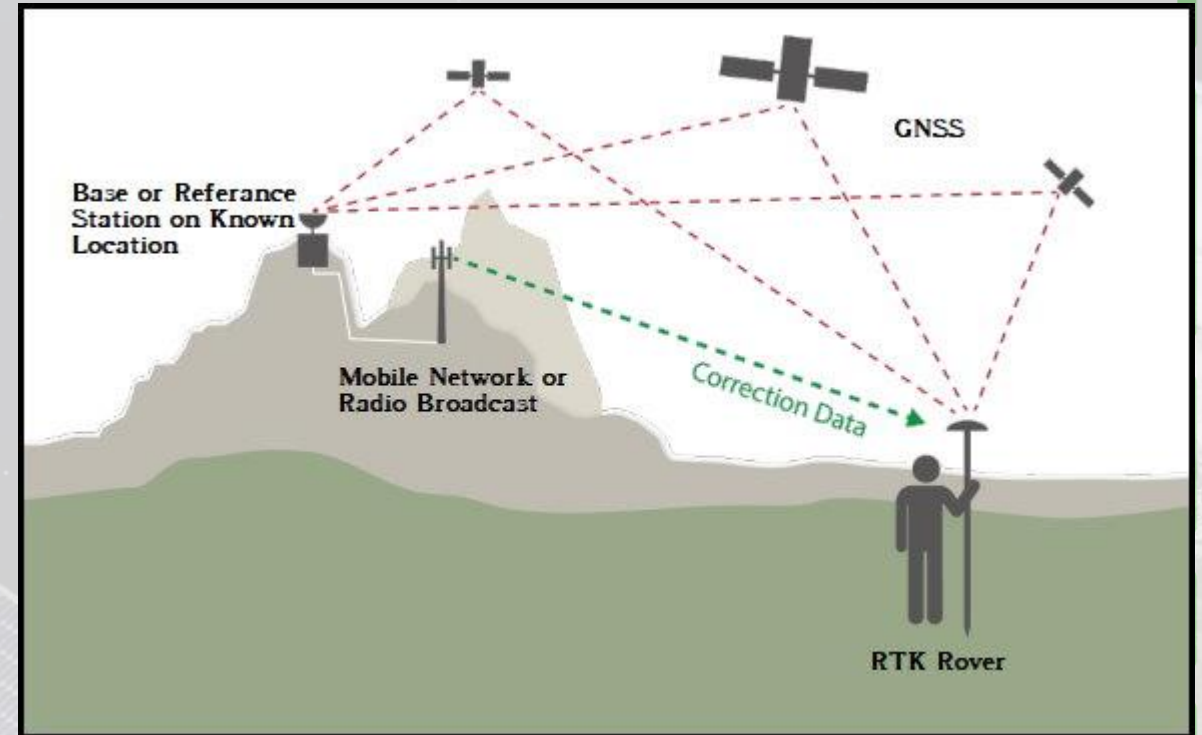 GNSS
Base or Referance
Station on Known
Location
Mobile Network or
Radio Broadcast
Correction Data
RTK Rover